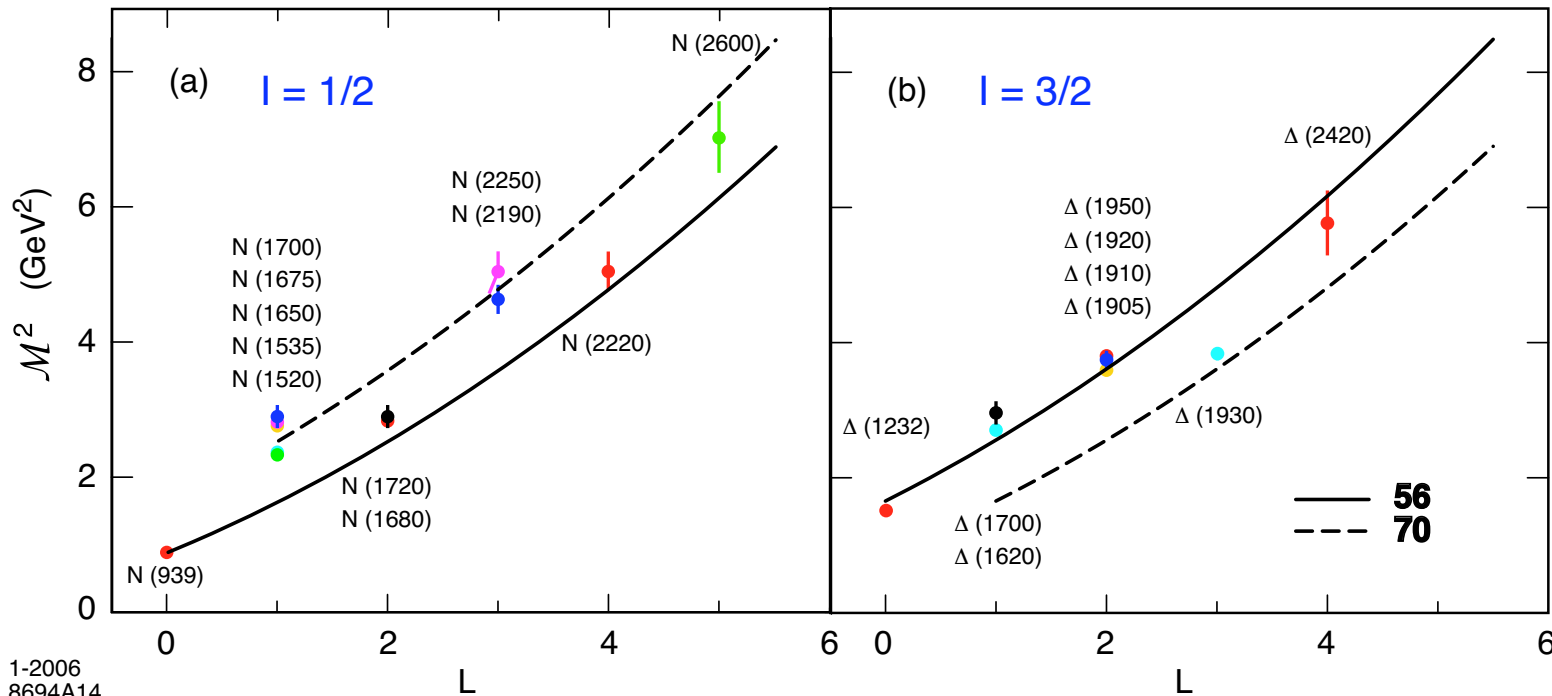 (a)
I = 1/2
N (2600)
N (2250)
N (2190)
N (1700)
N (1675)
N (1650)
N (1535)
N (1520)
N (2220)
N (1720)
N (1680)
N (939)
ℳ² (GeV²)
8
6
4
2
0
0 2 4 6
L
(b)
I = 3/2
Δ (2420)
Δ (1950)
Δ (1920)
Δ (1910)
Δ (1905)
Δ (1232)
Δ (1930)
Δ (1700)
Δ (1620)
56
70
0 2 4 6
L
1-2006
8694A14